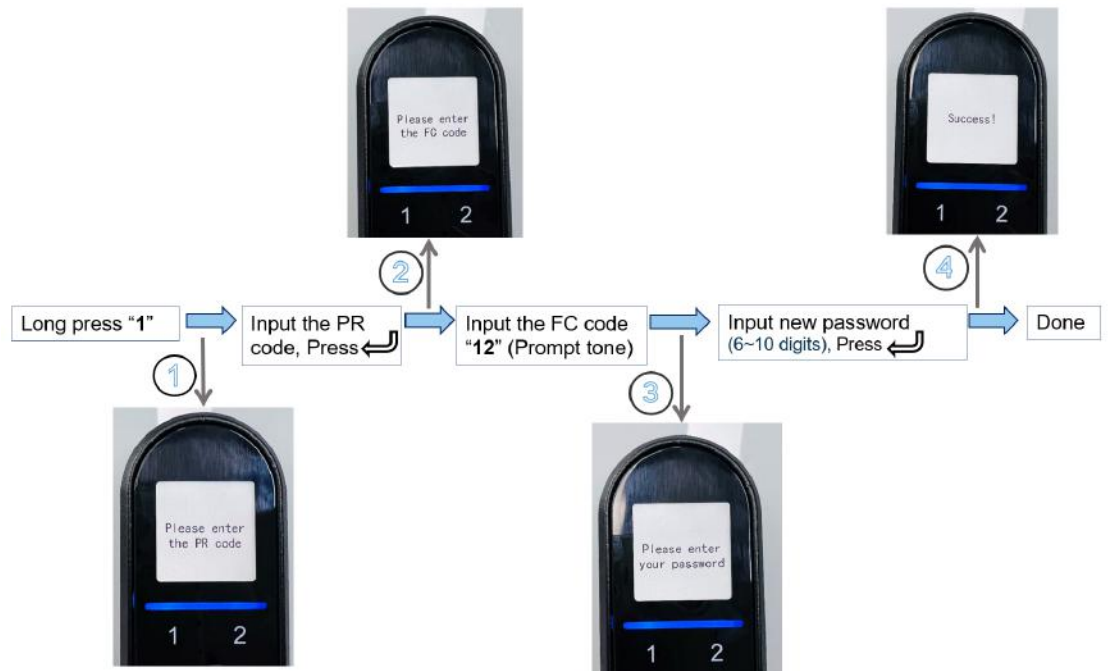 Please enter
the FC code
1 2
Success!
1 2
2
4
Long press “1”
Input the PR
code, Press
Input the FC code
“12” (Prompt tone)
Input new password
(6~10 digits), Press
Done
1
3
Please enter
the PR code
1 2
Please enter
your password
1 2